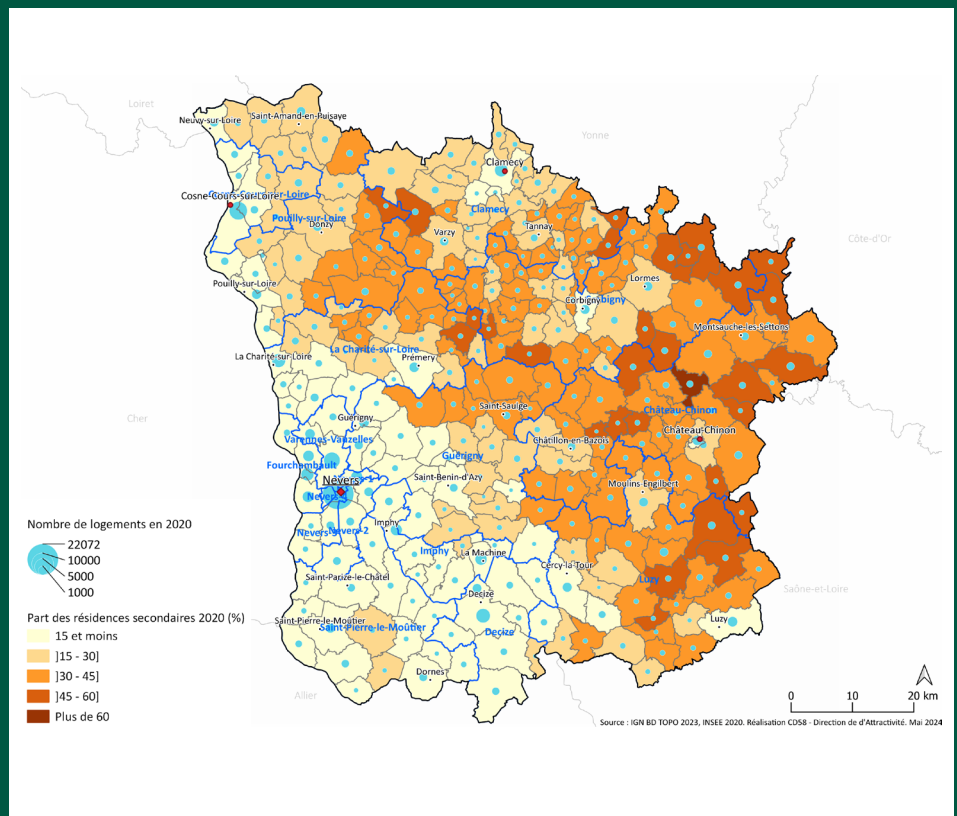 Loiret
Neuvy-sur-Loire
Saint-Amand-en-Puisaye
Yonne
Clamecy
Cosne-Cours-sur-Loire
Clamecy
Pouilly-sur-Loire
Donzy
Tannay
Varzy
Côte-d'Or
Lormes
Pouilly-sur-Loire
Corbigny
Montsauche-les-Settons
La Charité-sur-Loire
La Charité-sur-Loire
Prémery
Cher
Saint-Saulge
Château-Chinon
Guérigny
Château-Chinon
Varennes-Vauzelles
Châtillon-en-Bazois
Guérigny
Fourchambault
Saint-Benin-d'Azy
Nevers
Moulins-Engilbert
Nombre de logements en 2020
22072
10000
5000
1000
Imphy
Nevers-2
Imphy
La Machine
Cercy-la-Tour
Saint-Parize-le-Châtel
Luzy
Saône-et-Loire
Decize
Part des résidences secondaires 2020 (%)
Saint-Pierre-le-Moûtier
Saint-Pierre-le-Moûtier
Luzy
Decize
15 et moins
]15 - 30]
]30 - 45]
]45 - 60]
Plus de 60
Dornes
Allier
0 10 20 km
Source : IGN BD TOPO 2023, INSEE 2020. Réalisation CD58 - Direction de d'Attractivité. Mai 2024